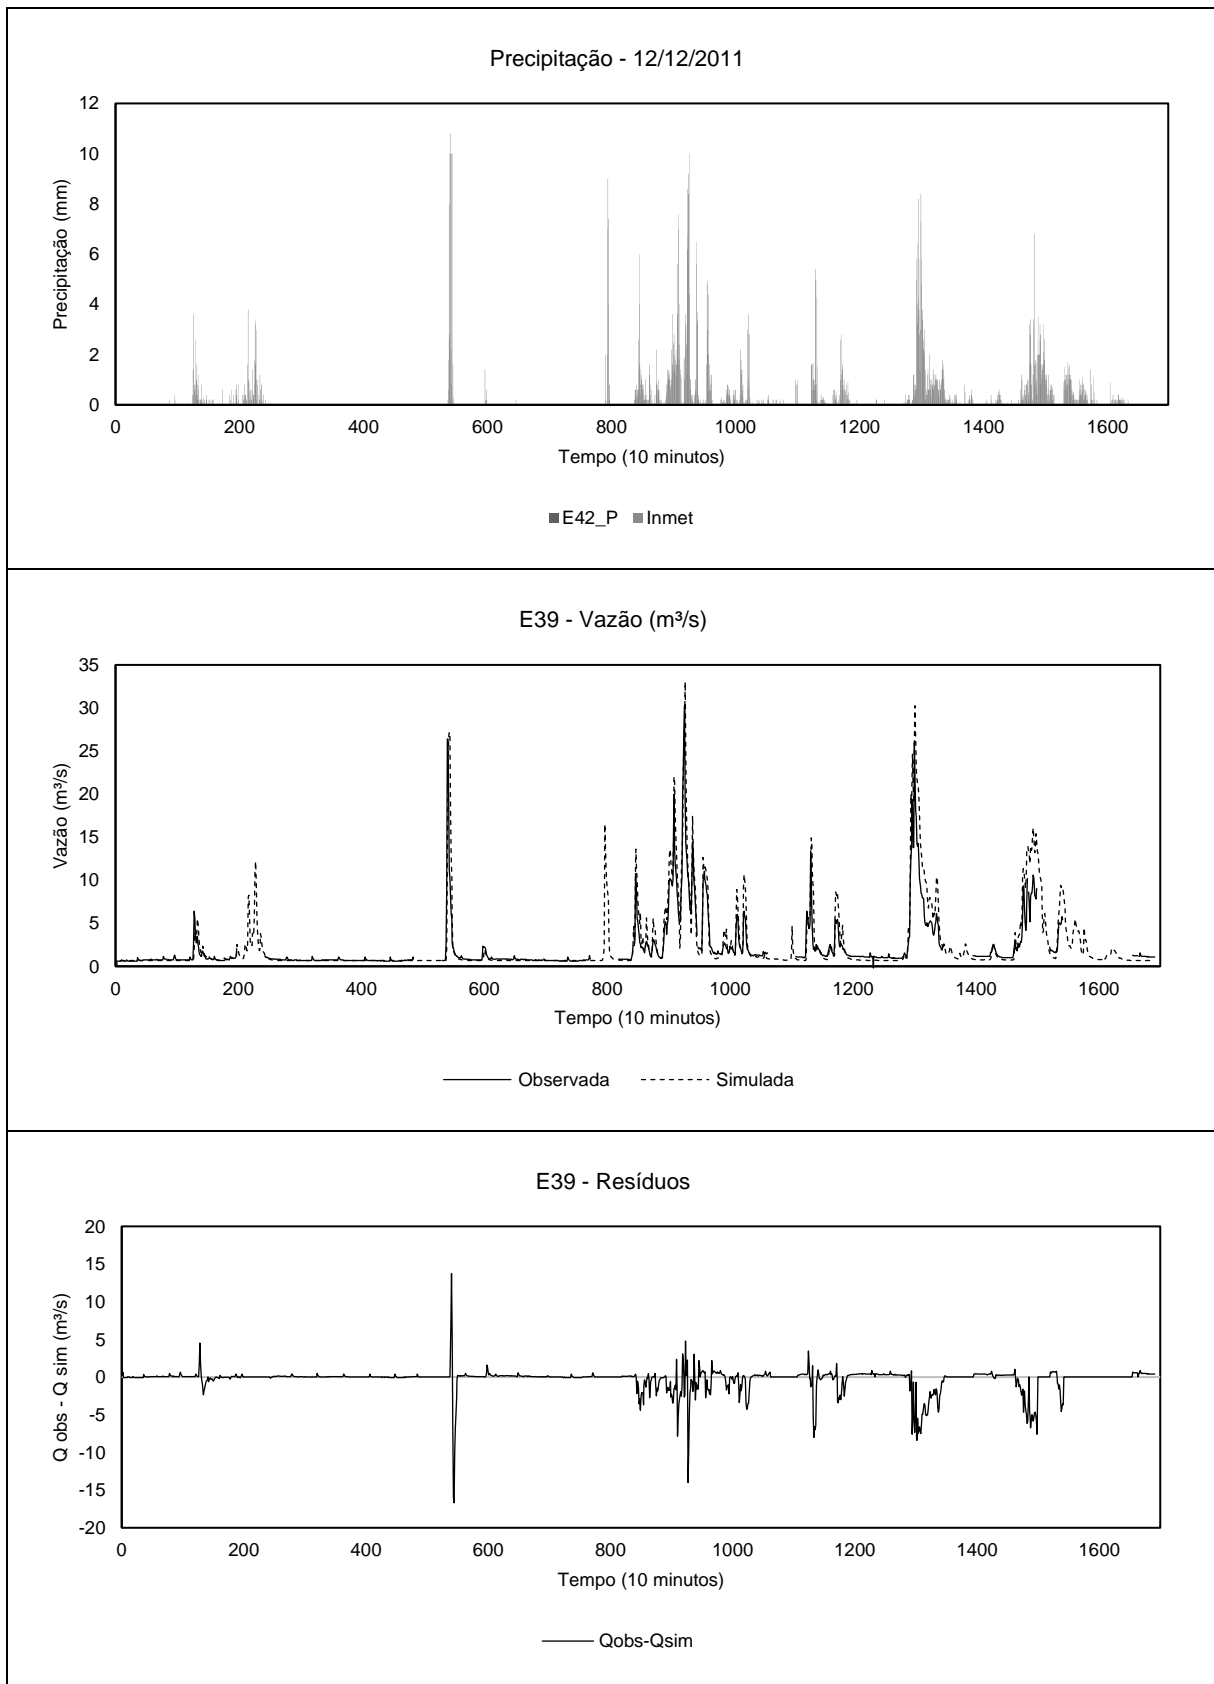 Precipitação - 12/12/2011
12
10
8
6
4
2
0
Precipitação (mm)
0 200 400 600 800 1000 1200 1400 1600
Tempo (10 minutos)
E42_P Inmet
E39 - Vazão (m³/s)
35
30
25
20
15
10
5
0
Vazão (m³/s)
0 200 400 600 800 1000 1200 1400 1600
Tempo (10 minutos)
Observada Simulada
E39 - Resíduos
20
15
10
5
0
-5
-10
-15
-20
Q obs - Q sim (m³/s)
0 200 400 600 800 1000 1200 1400 1600
Tempo (10 minutos)
Qobs-Qsim